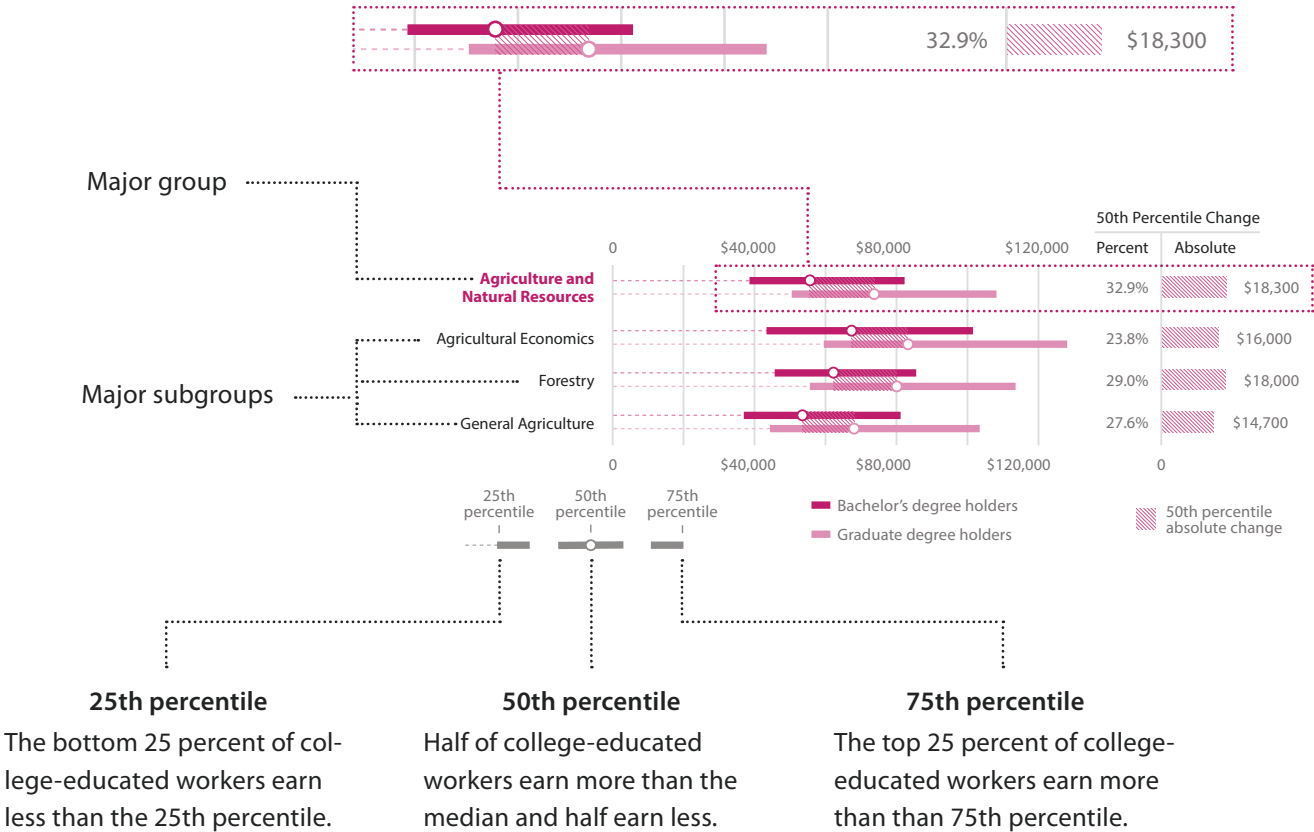 32.9% $18,300
Major group
50th Percentile Change
0 $40,000 $80,000 $120,000 Percent Absolute
Agriculture and
Natural Resources
32.9% $18,300
Agricultural Economics 23.8% $16,000
Major subgroups
Forestry 29.0% $18,000
General Agriculture 27.6% $14,700
0 $40,000 $80,000 $120,000 0
25th
percentile
50th
percentile
75th
percentile
Bachelor's degree holders
Graduate degree holders
50th percentile
absolute change
25th percentile
The bottom 25 percent of col-
lege-educated workers earn
less than the 25th percentile.
50th percentile
Half of college-educated
workers earn more than the
median and half earn less.
75th percentile
The top 25 percent of college-
educated workers earn more
than than 75th percentile.